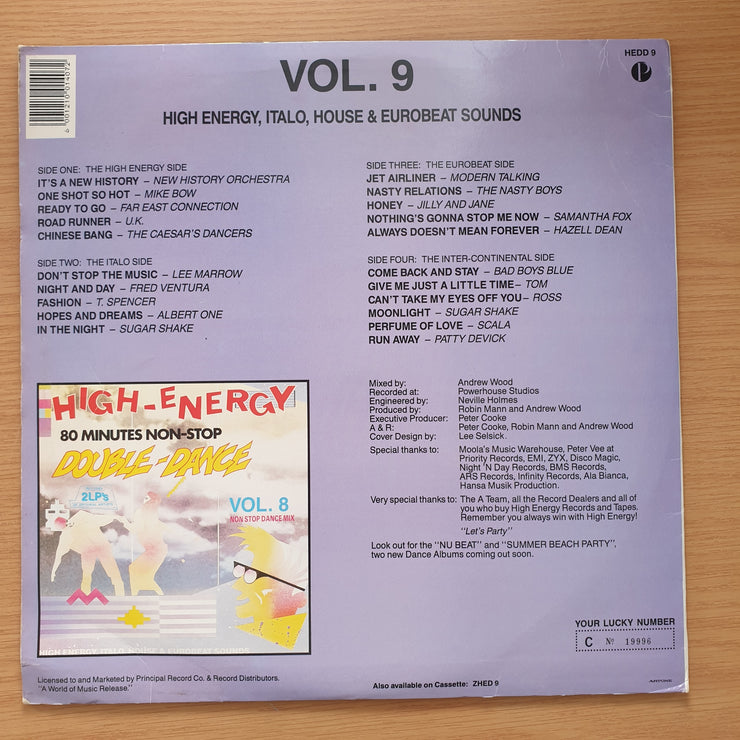 HEDD 9
VOL. 9
HIGH ENERGY, ITALO, HOUSE & EUROBEAT SOUNDS
6 001210 014072
SIDE ONE: THE HIGH ENERGY SIDE
IT'S A NEW HISTORY – NEW HISTORY ORCHESTRA
ONE SHOT SO HOT – MIKE BOW
READY TO GO – FAR EAST CONNECTION
ROAD RUNNER – U.K.
CHINESE BANG – THE CAESAR'S DANCERS
SIDE TWO: THE ITALO SIDE
DON'T STOP THE MUSIC – LEE MARROW
NIGHT AND DAY – FRED VENTURA
FASHION – T. SPENCER
HOPES AND DREAMS – ALBERT ONE
IN THE NIGHT – SUGAR SHAKE
SIDE THREE: THE EUROBEAT SIDE
JET AIRLINER – MODERN TALKING
NASTY RELATIONS – THE NASTY BOYS
HONEY – JILLY AND JANE
NOTHING'S GONNA STOP ME NOW – SAMANTHA FOX
ALWAYS DOESN'T MEAN FOREVER – HAZELL DEAN
SIDE FOUR: THE INTER-CONTINENTAL SIDE
COME BACK AND STAY – BAD BOYS BLUE
GIVE ME JUST A LITTLE TIME – TOM
CAN'T TAKE MY EYES OFF YOU – ROSS
MOONLIGHT – SUGAR SHAKE
PERFUME OF LOVE – SCALA
RUN AWAY – PATTY DEVICK
HIGH-ENERGY
80 MINUTES NON-STOP
DOUBLE-DANCE
2LP's
VOL. 8
NON STOP DANCE MIX
HIGH ENERGY, ITALO, HOUSE & EUROBEAT SOUNDS
Mixed by: Andrew Wood
Recorded at: Powerhouse Studios
Engineered by: Neville Holmes
Produced by: Robin Mann and Andrew Wood
Executive Producer: Peter Cooke
A & R: Peter Cooke, Robin Mann and Andrew Wood
Cover Design by: Lee Selsick.
Special thanks to: Moola's Music Warehouse, Peter Vee at
Priority Records, EMI, ZYX, Disco Magic,
Night 'N Day Records, BMS Records,
ARS Records, Infinity Records, Ala Bianca,
Hansa Musik Production.
Very special thanks to: The A Team, all the Record Dealers and all of
you who buy High Energy Records and Tapes.
Remember you always win with High Energy!
"Let's Party"
Look out for the "NU BEAT" and "SUMMER BEACH PARTY",
two new Dance Albums coming out soon.
YOUR LUCKY NUMBER
C Nº 19996
Licensed to and Marketed by Principal Record Co. & Record Distributors.
"A World of Music Release."
Also available on Cassette: ZHED 9